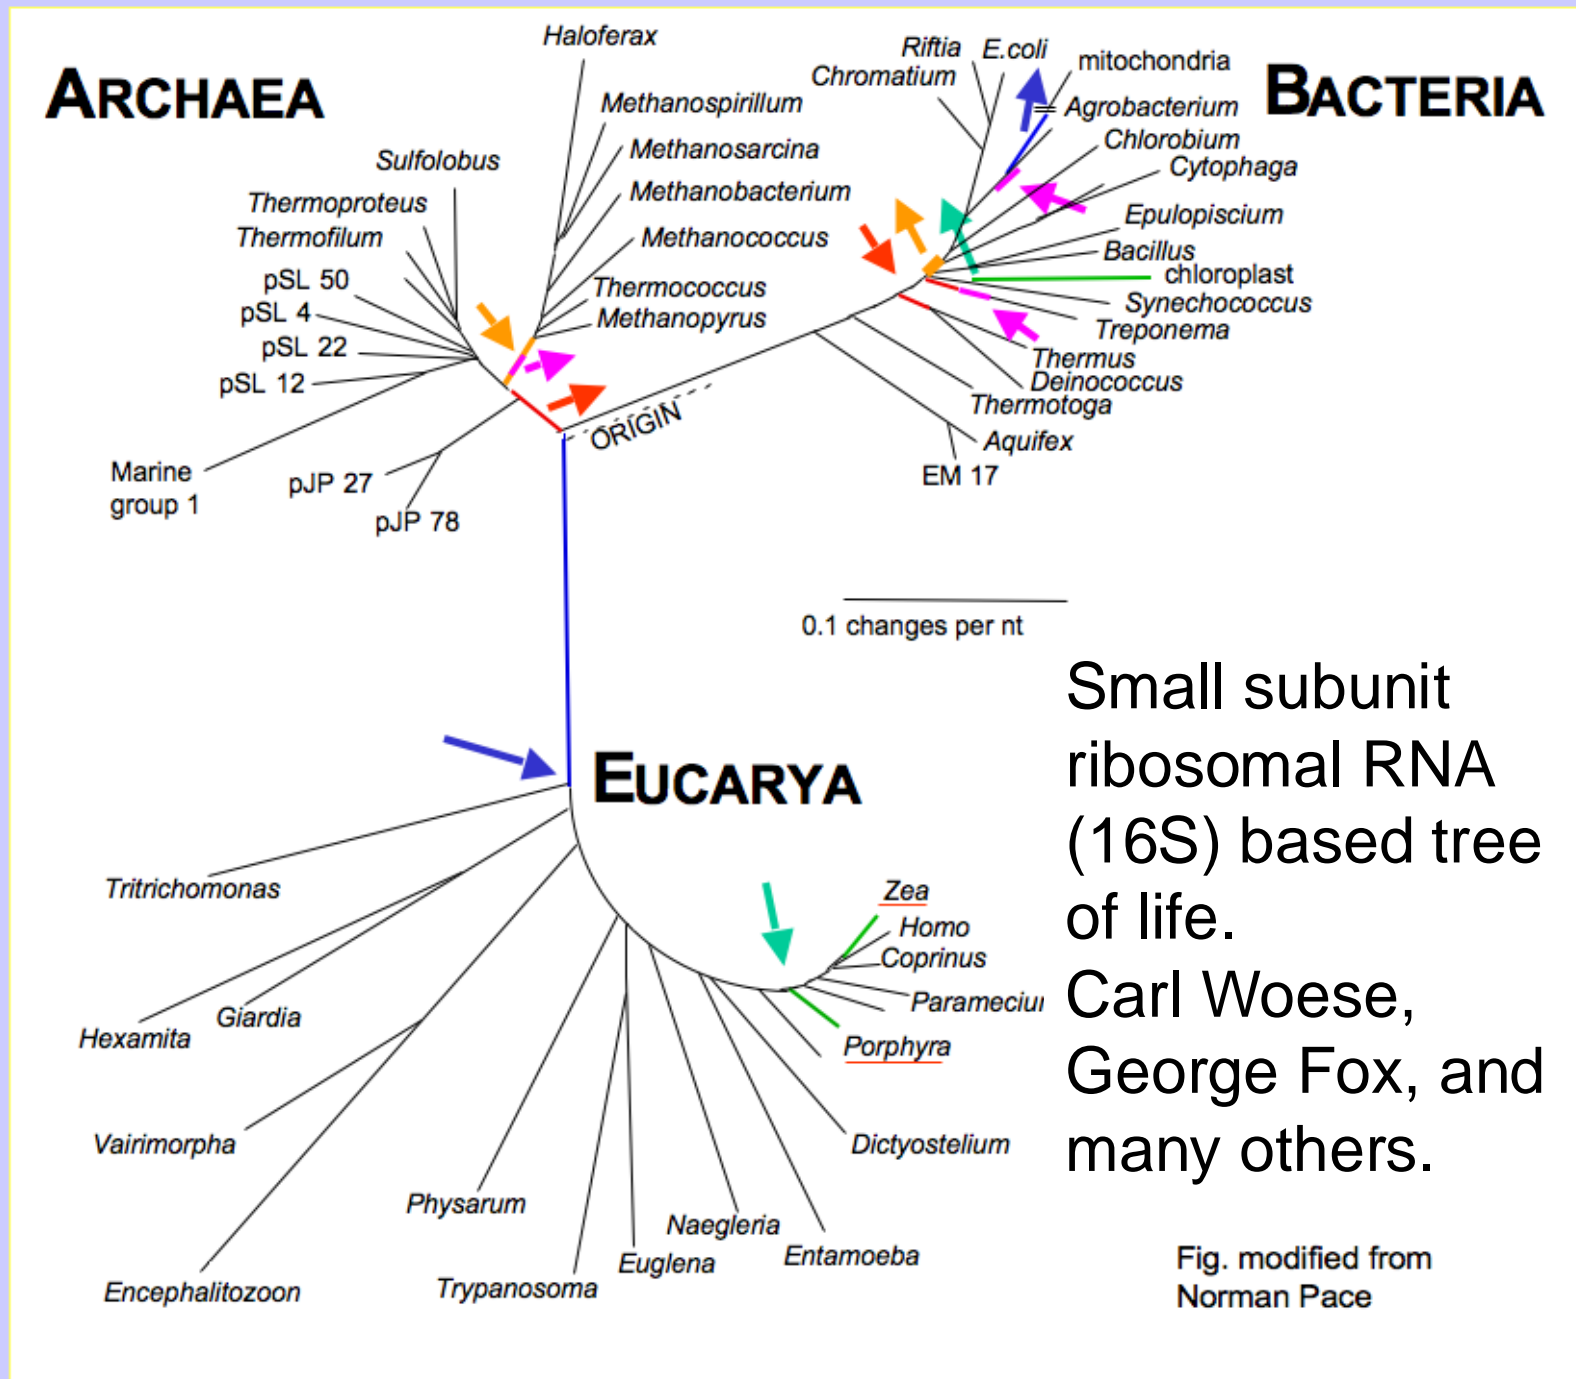 ARCHAEA
BACTERIA
Haloferax
Methanospirillum
Methanosarcina
Methanobacterium
Methanococcus
Thermococcus
Methanopyrus
Sulfolobus
Thermoproteus
Thermofilum
pSL 50
pSL 4
pSL 22
pSL 12
Marine
group 1
pJP 27
pJP 78
ORIGIN
Riftia
E.coli
Chromatium
mitochondria
Agrobacterium
Chlorobium
Cytophaga
Epulopiscium
Bacillus
chloroplast
Synechococcus
Treponema
Thermus
Deinococcus
Thermotoga
Aquifex
EM 17
0.1 changes per nt
EUCARYA
Tritrichomonas
Hexamita
Giardia
Vairimorpha
Encephalitozoon
Physarum
Trypanosoma
Euglena
Naegleria
Entamoeba
Dictyostelium
Porphyra
Zea
Homo
Coprinus
Small subunit
ribosomal RNA
(16S) based tree
of life.
Carl Woese,
George Fox, and
many others.
Fig. modified from
Norman Pace